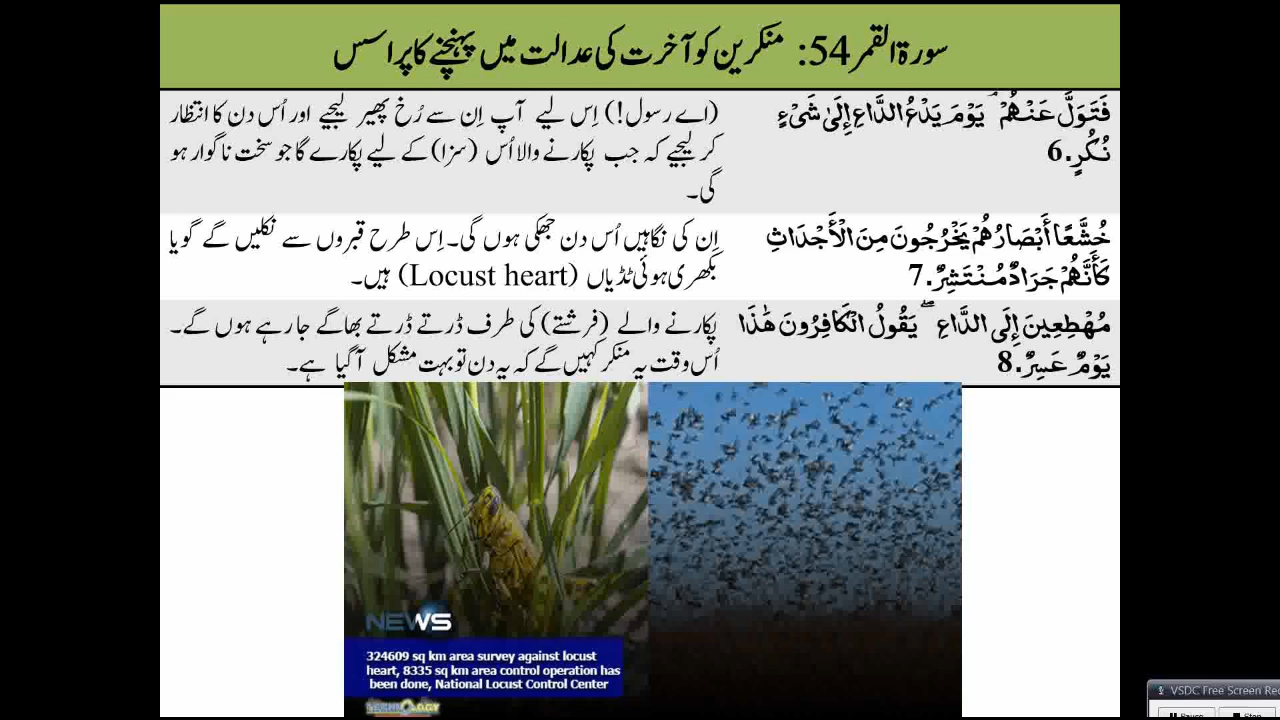 سورۃ القمر54: منکرین کو آخرت کی عدالت میں پہنچنے کا پراسس
فَتَوَلَّ عَنْهُمْ ۘ يَوْمَ يَدْعُ الدَّاعِ إِلَىٰ شَيْءٍ
نُكُرٍ.6
(اے رسول!) اِس لیے آپ اِن سے رُخ پھیر لیجیے اور اُس دن کا انتظار
کر لیجیے کہ جب پکارنے والا اُس (سزا) کے لیے پکارے گا جو سخت ناگوار ہو
گی۔
خُشَّعًا أَبْصَارُهُمْ يَخْرُجُونَ مِنَ الْأَجْدَاثِ
كَأَنَّهُمْ جَرَادٌ مُنْتَشِرٌ.7
اِن کی نگاہیں اُس دن جھکی ہوں گی۔ اِس طرح قبروں سے نکلیں گے گویا
بکھری ہوئی ٹڈیاں (Locust heart) ہیں۔
مُهْطِعِينَ إِلَى الدَّاعِ ۖ يَقُولُ الْكَافِرُونَ هَٰذَا
يَوْمٌ عَسِرٌ.8
پکارنے والے (فرشتے) کی طرف ڈرتے ڈرتے بھاگے جا رہے ہوں گے۔
اُس وقت یہ منکر کہیں گے کہ یہ دن تو بہت مشکل آ گیا ہے۔
NEWS
324609 sq km area survey against locust
heart, 8335 sq km area control operation has
been done, National Locust Control Center
VSDC Free Screen Rec
Pause Stop